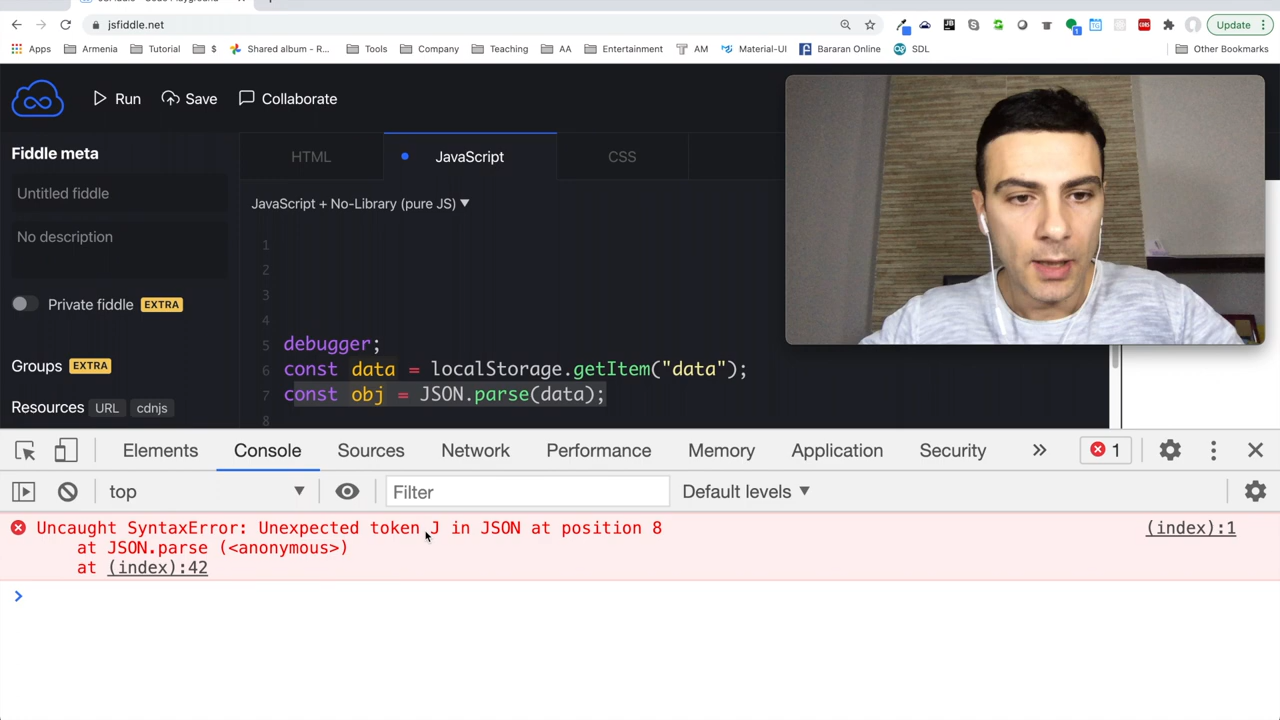 jsfiddle.net
Update
Apps Armenia Tutorial $ Shared album - R... Tools Company Teaching AA Entertainment AM Material-UI Bararan Online SDL Other Bookmarks
Run Save Collaborate
Fiddle meta
HTML JavaScript CSS
Untitled fiddle
JavaScript + No-Library (pure JS) ▼
No description
1
2
3
Private fiddle EXTRA
4
5 debugger;
Groups EXTRA
6 const data = localStorage.getItem("data");
7 const obj = JSON.parse(data);
Resources URL cdnjs
8
Elements Console Sources Network Performance Memory Application Security » 1
top ▼ Filter Default levels ▼
Uncaught SyntaxError: Unexpected token J in JSON at position 8 (index):1
at JSON.parse (<anonymous>)
at (index):42
>